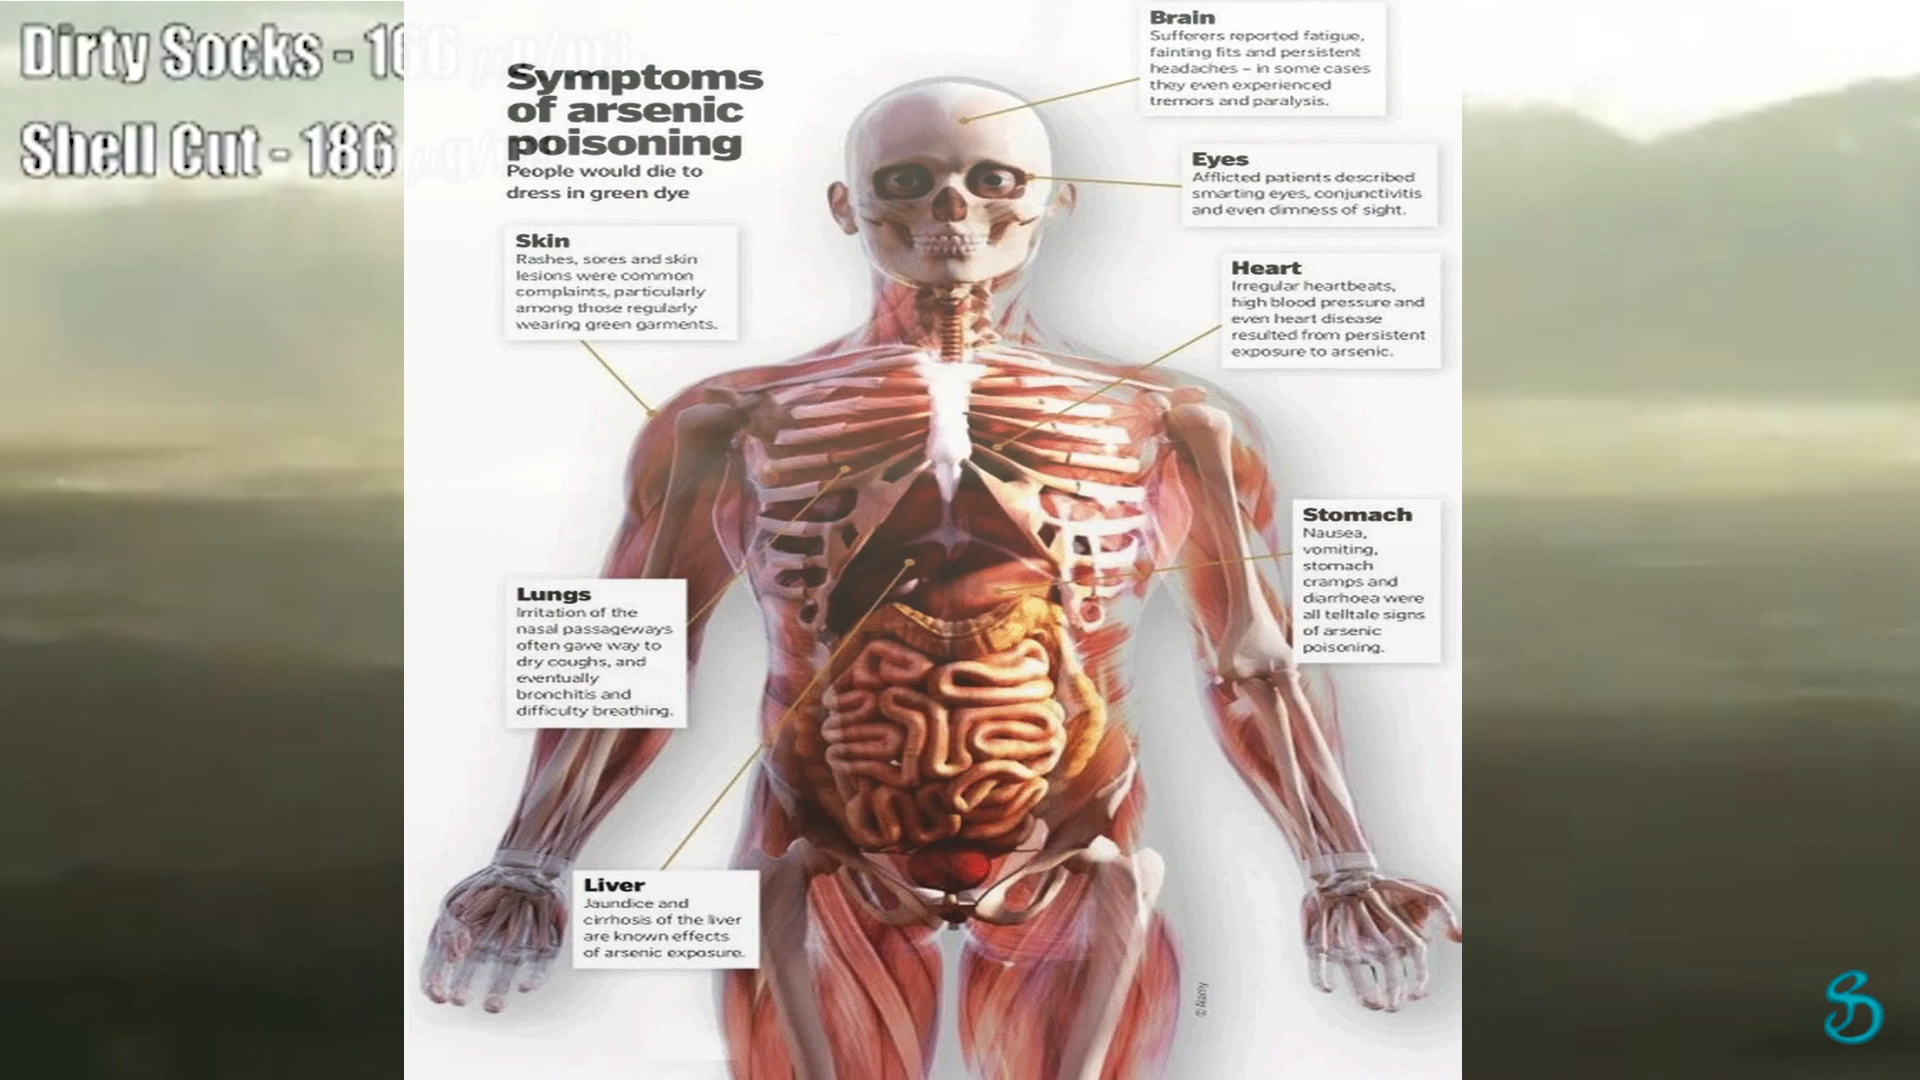 Dirty Socks - 166 µg/m3
Shell Cut - 186
Symptoms
of arsenic
poisoning
People would die to
dress in green dye
Brain
Sufferers reported fatigue,
fainting fits and persistent
headaches – in some cases
they even experienced
tremors and paralysis.
Eyes
Afflicted patients described
smarting eyes, conjunctivitis
and even dimness of sight.
Skin
Rashes, sores and skin
lesions were common
complaints, particularly
among those regularly
wearing green garments.
Heart
Irregular heartbeats,
high blood pressure and
even heart disease
resulted from persistent
exposure to arsenic.
Stomach
Nausea,
vomiting,
stomach
cramps and
diarrhoea were
all telltale signs
of arsenic
poisoning.
Lungs
Irritation of the
nasal passageways
often gave way to
dry coughs, and
eventually
bronchitis and
difficulty breathing.
Liver
Jaundice and
cirrhosis of the liver
are known effects
of arsenic exposure.
© Alamy